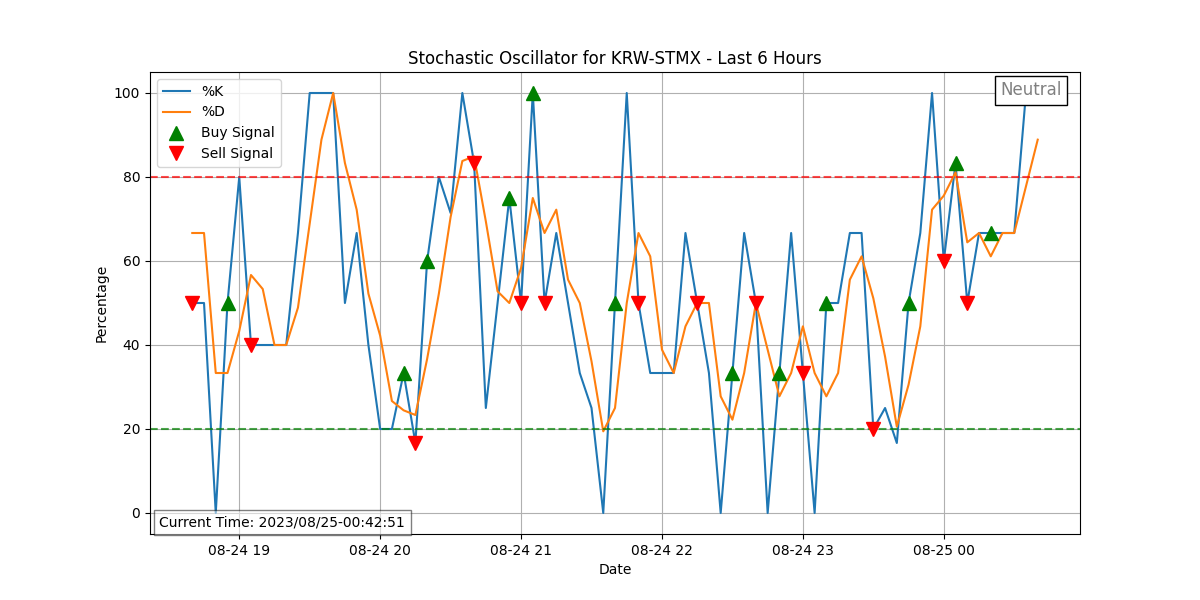 Stochastic Oscillator for KRW-STMX - Last 6 Hours
%K
%D
Buy Signal
Sell Signal
Neutral
100
80
60
40
20
0
Percentage
Current Time: 2023/08/25-00:42:51
08-24 19
08-24 20
08-24 21
08-24 22
08-24 23
08-25 00
Date